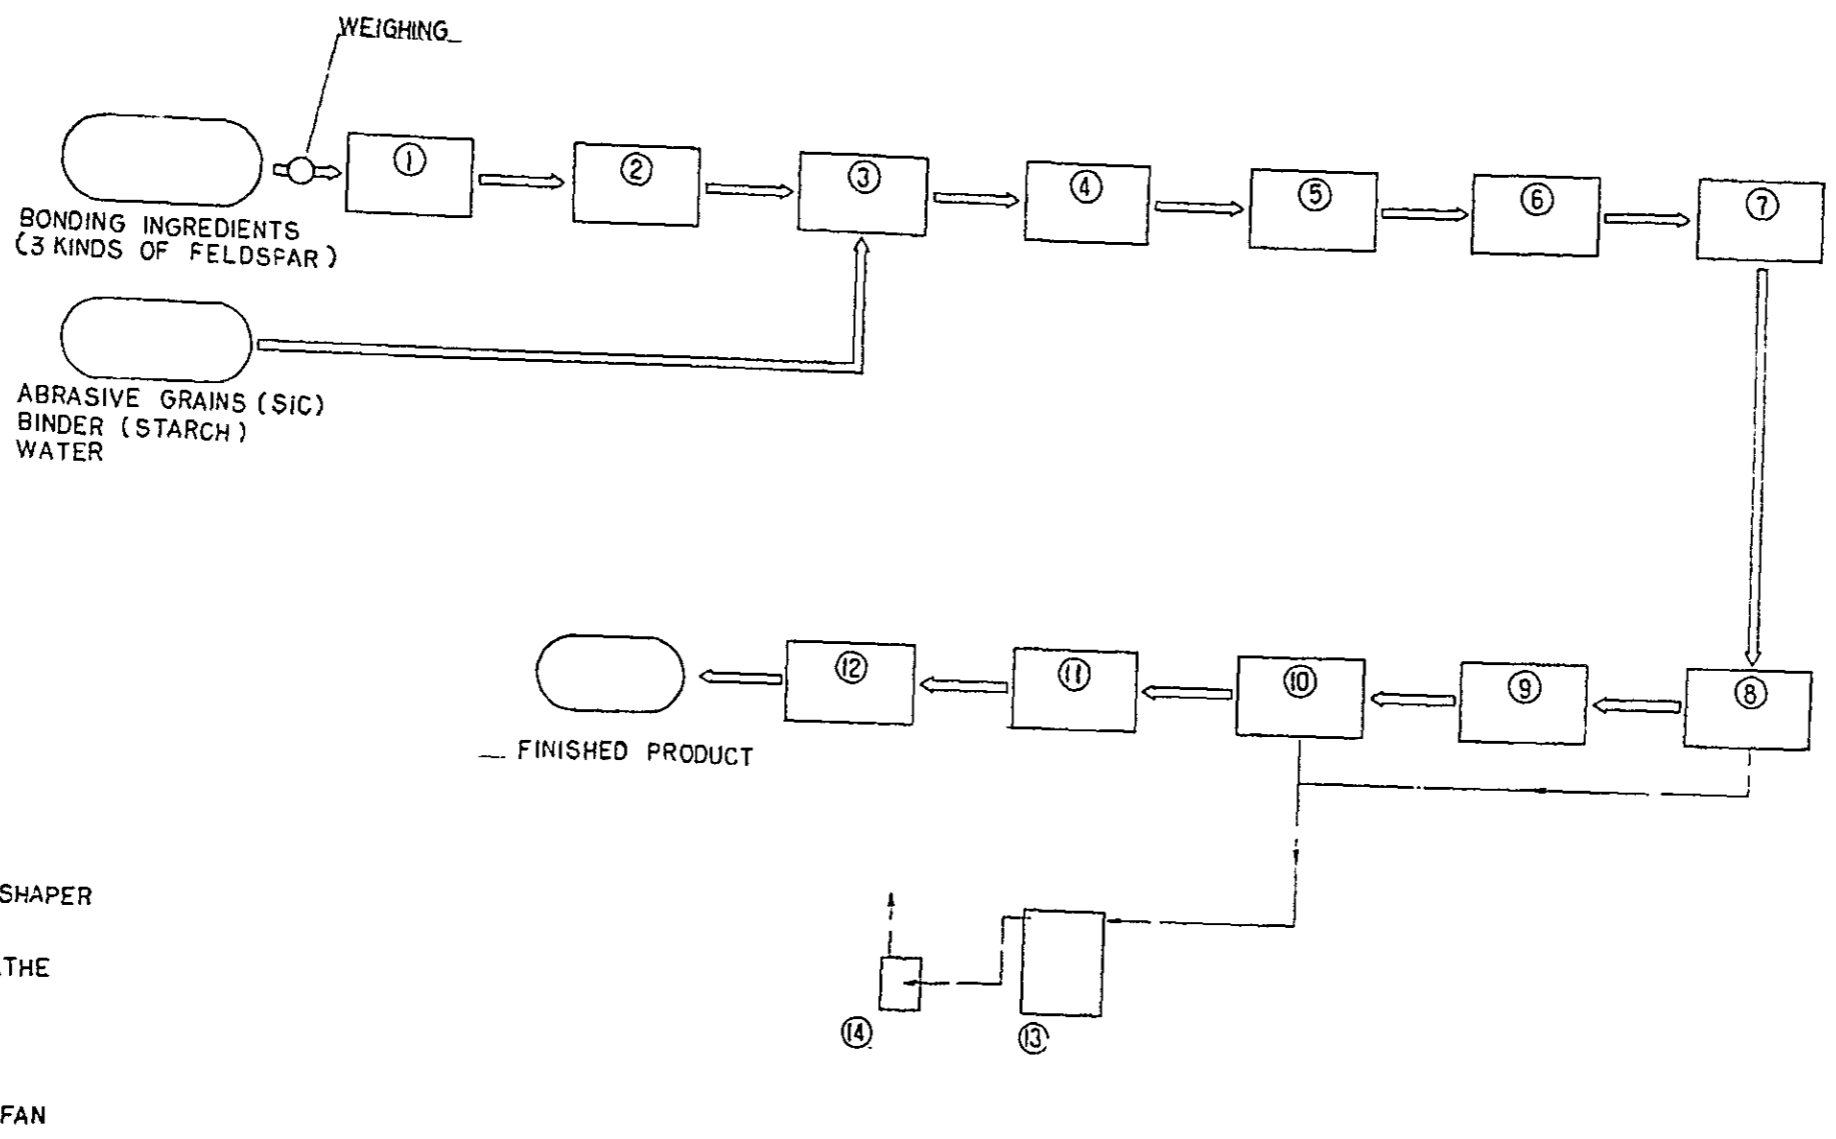 WEIGHING
1
2
3
4
5
6
7
BONDING INGREDIENTS
(3 KINDS OF FELDSPAR)
ABRASIVE GRAINS (SiC)
BINDER (STARCH)
WATER
12
11
10
9
8
FINISHED PRODUCT
SHAPER
THE
14
13
FAN